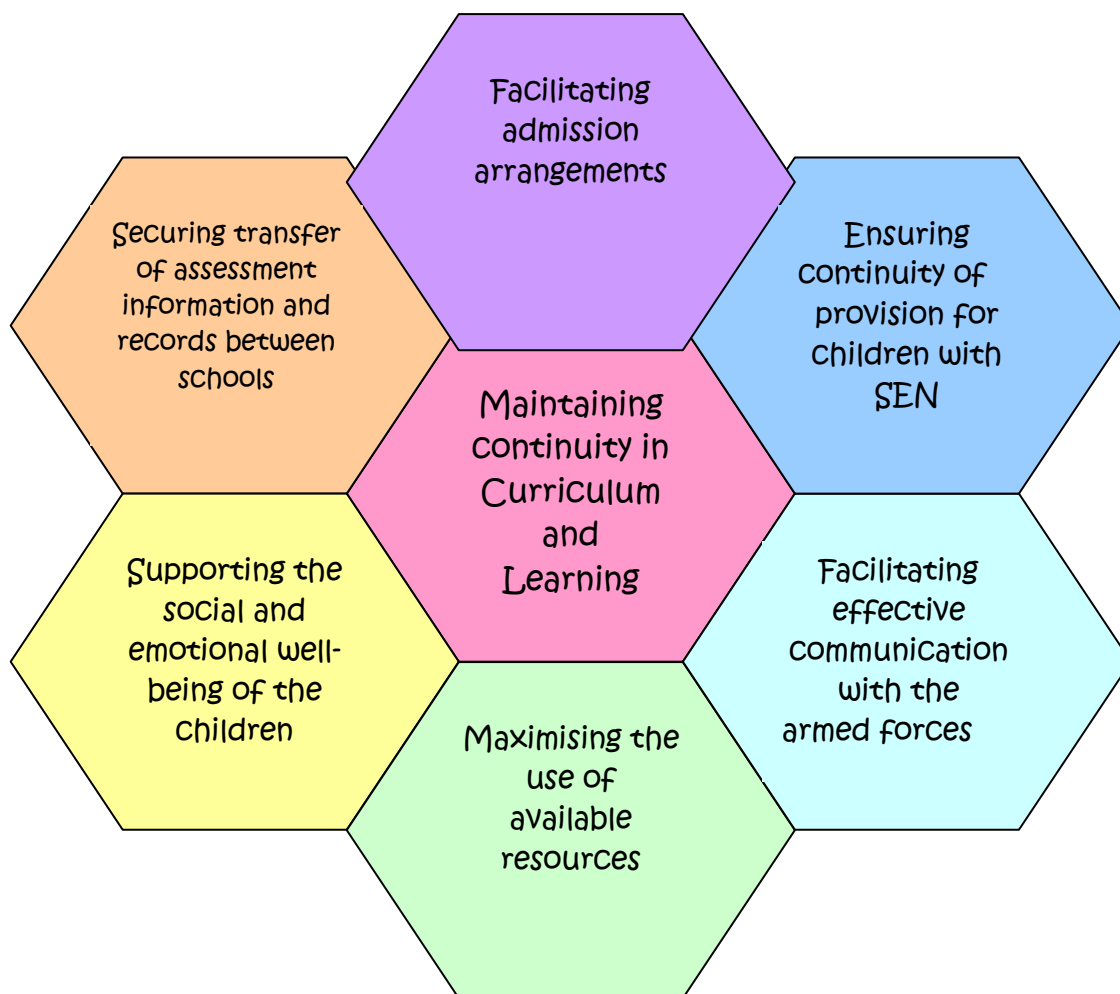 Facilitating
admission
arrangements
Securing transfer
of assessment
information and
records between
schools
Ensuring
continuity of
provision for
children with
SEN
Maintaining
continuity in
Curriculum
and
Learning
Supporting the
social and
emotional well-
being of the
children
Facilitating
effective
communication
with the
armed forces
Maximising the
use of
available
resources